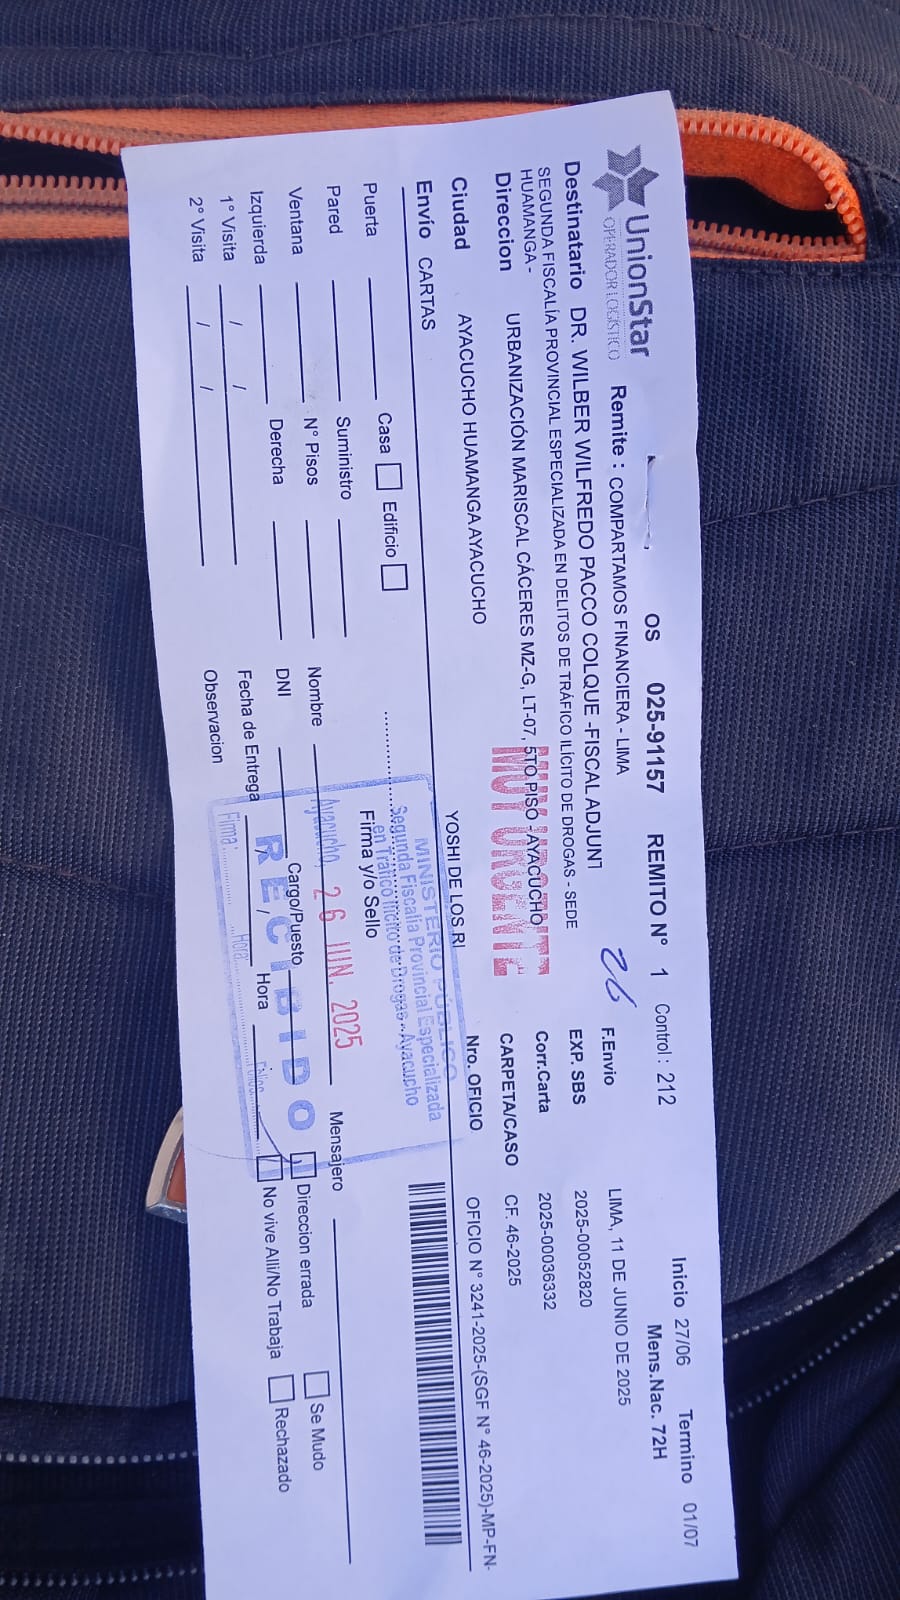 UnionStar
OPERADOR LOGÍSTICO
OS 025-91157 REMITO N° 1 Control : 212
Inicio 27/06 Termino 01/07
Mens.Nac. 72H
Remite : COMPARTAMOS FINANCIERA - LIMA
26
F.Envio LIMA, 11 DE JUNIO DE 2025
Destinatario DR. WILBER WILFREDO PACCO COLQUE -FISCAL ADJUNT
EXP. SBS 2025-00052820
SEGUNDA FISCALÍA PROVINCIAL ESPECIALIZADA EN DELITOS DE TRÁFICO ILÍCITO DE DROGAS - SEDE
HUAMANGA -
Corr.Carta 2025-00036332
Direccion URBANIZACIÓN MARISCAL CÁCERES MZ-G, LT-07, 5TO PISO - AYACUCHO
MUY URGENTE
CARPETA/CASO CF. 46-2025
Ciudad AYACUCHO HUAMANGA AYACUCHO
YOSHI DE LOS RI
Nro. OFICIO OFICIO N° 3241-2025-(SGF N° 46-2025)-MP-FN-
Envío CARTAS
MINISTERIO PÚBLICO
Segunda Fiscalía Provincial Especializada
en Tráfico Ilícito de Drogas - Ayacucho
Puerta Casa Edificio
Firma y/o Sello
Pared Suministro
Nombre
Mensajero
Ayacucho, 26 JUN. 2025
Ventana N° Pisos
DNI Cargo/Puesto
Direccion errada Se Mudo
RECIBIDO
Izquierda Derecha
Fecha de Entrega Hora
No vive Alli/No Trabaja Rechazado
1° Visita / /
Firma: Hora:
2° Visita / /
Observacion